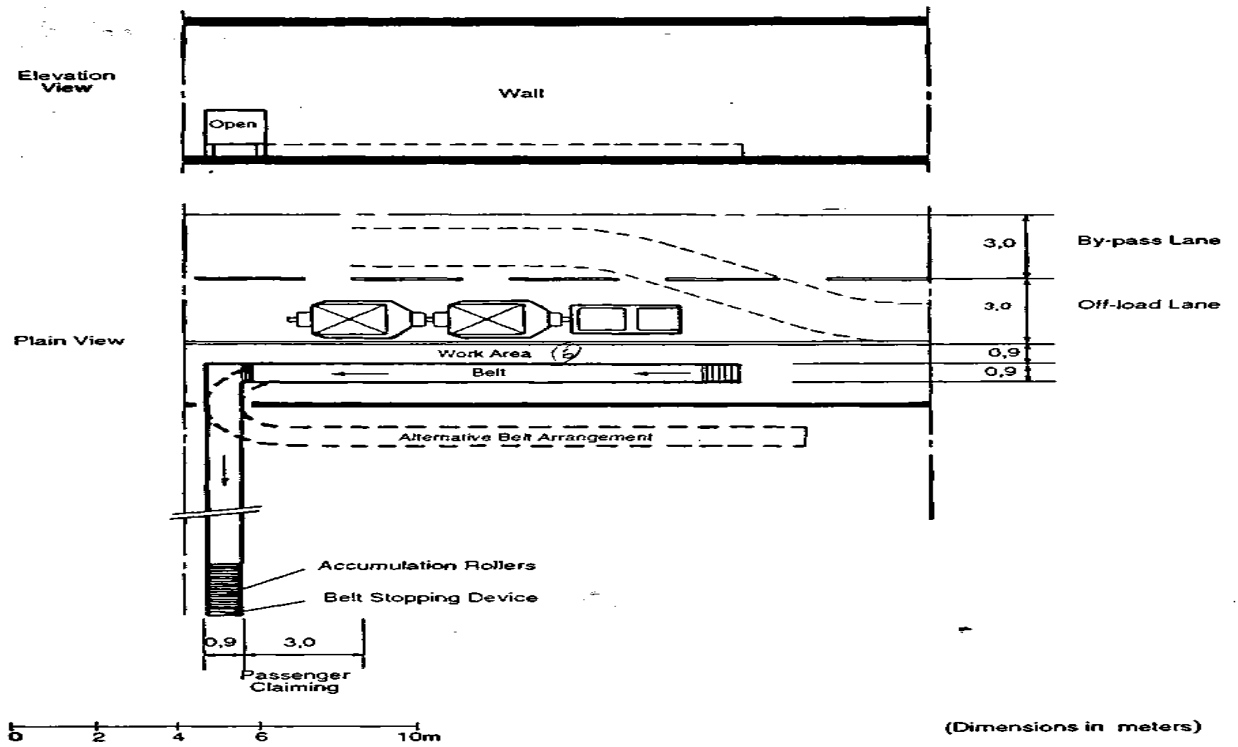 Elevation
View
Wall
Open
3,0
By-pass Lane
3,0
Off-load Lane
Plain View
Work Area
0,9
Belt
0,9
Alternative Belt Arrangement
Accumulation Rollers
Belt Stopping Device
0,9
3,0
Passenger
Claiming
0
2
4
6
10m
(Dimensions in meters)